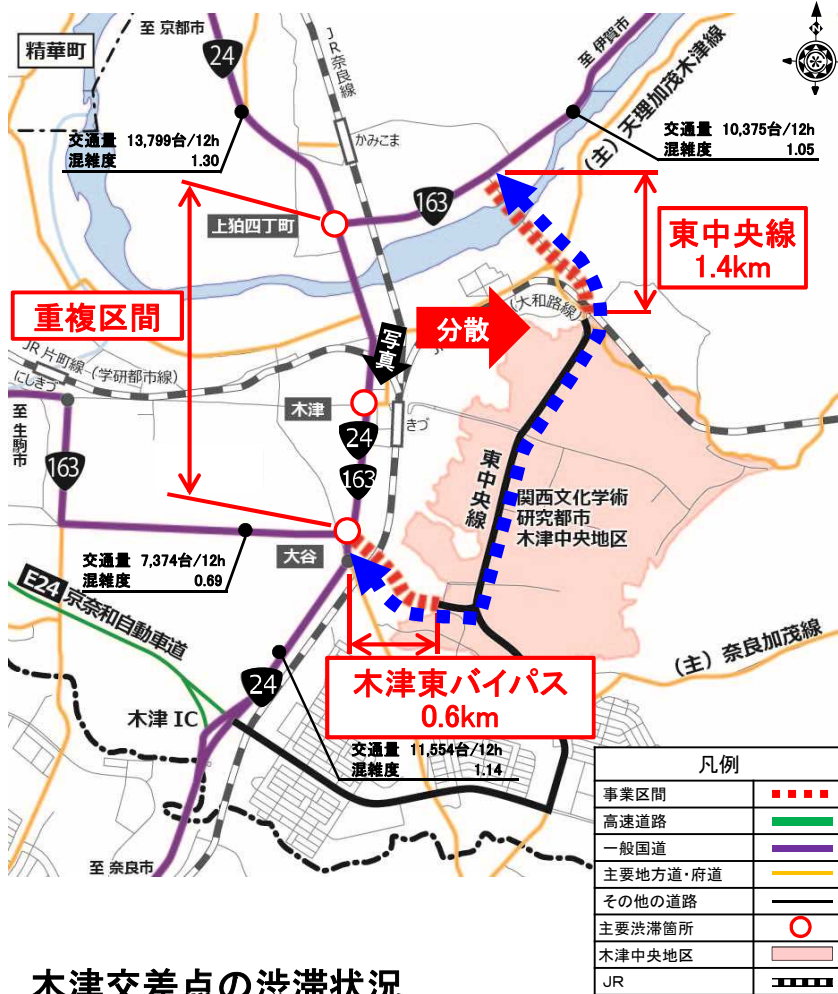 至 京都市
精華町
24
JR奈良線
至 伊賀市
N
(主)天理加茂木津線
交通量 13,799台/12h
混雑度 1.30
かみこま
交通量 10,375台/12h
混雑度 1.05
163
上狛四丁町
東中央線
1.4km
重複区間
(大和路線)
分散
写真
JR片町線(学研都市線)
にしきづ
至 生駒市
木津
きづ
24
163
163
東中央線
関西文化学術
研究都市
木津中央地区
大谷
交通量 7,374台/12h
混雑度 0.69
E24 京奈和自動車道
木津東バイパス
0.6km
(主)奈良加茂線
24
木津 IC
交通量 11,554台/12h
混雑度 1.14
至 奈良市
凡例
事業区間
高速道路
一般国道
主要地方道・府道
その他の道路
主要渋滞箇所
木津中央地区
JR
木津交差点の渋滞状況